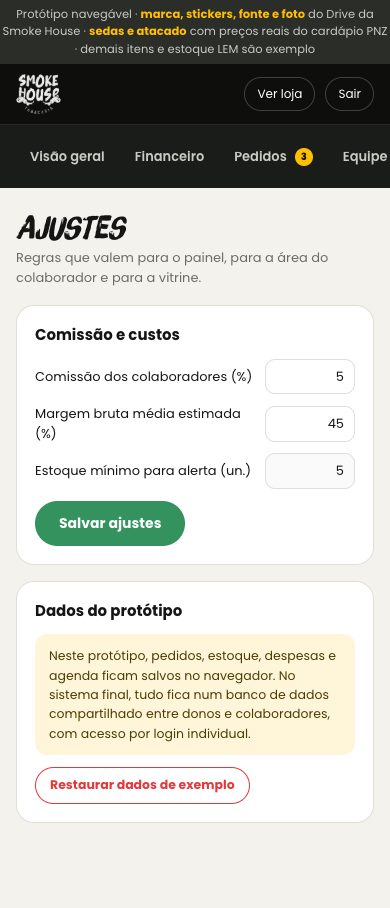 Protótipo navegável · marca, stickers, fonte e foto do Drive da
Smoke House · sedas e atacado com preços reais do cardápio PNZ
· demais itens e estoque LEM são exemplo
SMOKE
HOUSE
TABACARIA
Ver loja
Sair
Visão geral
Financeiro
Pedidos 3
Equipe
AJUSTES
Regras que valem para o painel, para a área do
colaborador e para a vitrine.
Comissão e custos
Comissão dos colaboradores (%)
5
Margem bruta média estimada
(%)
45
Estoque mínimo para alerta (un.)
5
Salvar ajustes
Dados do protótipo
Neste protótipo, pedidos, estoque, despesas e
agenda ficam salvos no navegador. No
sistema final, tudo fica num banco de dados
compartilhado entre donos e colaboradores,
com acesso por login individual.
Restaurar dados de exemplo